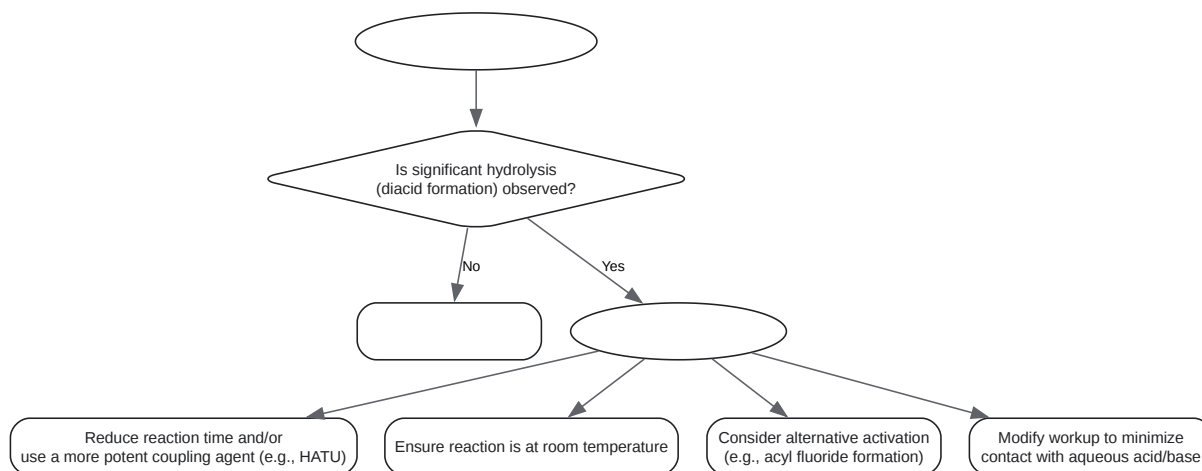 Is significant hydrolysis
(diacid formation) observed?
No
Yes
Reduce reaction time and/or
use a more potent coupling agent (e.g., HATU)
Ensure reaction is at room temperature
Consider alternative activation
(e.g., acyl fluoride formation)
Modify workup to minimize
contact with aqueous acid/base